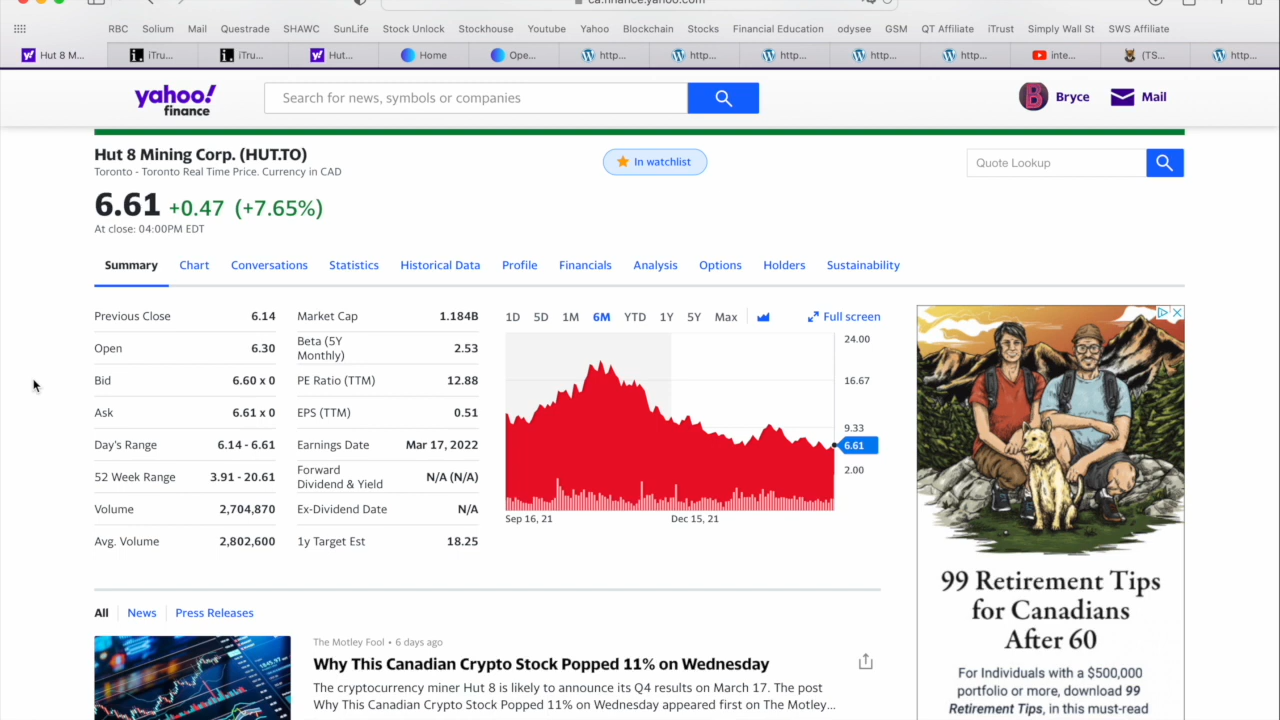 ca.finance.yahoo.com
RBC Solium Mail Questrade SHAWC SunLife Stock Unlock Stockhouse YouTube Yahoo Blockchain Stocks Financial Education odysee GSM QT Affiliate iTrust Simply Wall St SWS Affiliate
Hut 8 M... iTru... iTru... Hut... Home Ope... http... http... http... http... http... inte... (TS... http...
yahoo!
finance
Search for news, symbols or companies
Bryce
Mail
Hut 8 Mining Corp. (HUT.TO)
Toronto - Toronto Real Time Price. Currency in CAD
In watchlist
Quote Lookup
6.61 +0.47 (+7.65%)
At close: 04:00PM EDT
Summary Chart Conversations Statistics Historical Data Profile Financials Analysis Options Holders Sustainability
Previous Close 6.14
Open 6.30
Bid 6.60 x 0
Ask 6.61 x 0
Day's Range 6.14 - 6.61
52 Week Range 3.91 - 20.61
Volume 2,704,870
Avg. Volume 2,802,600
Market Cap 1.184B
Beta (5Y
Monthly) 2.53
PE Ratio (TTM) 12.88
EPS (TTM) 0.51
Earnings Date Mar 17, 2022
Forward
Dividend & Yield N/A (N/A)
Ex-Dividend Date N/A
1y Target Est 18.25
1D 5D 1M 6M YTD 1Y 5Y Max Full screen
24.00
16.67
9.33
6.61
2.00
Sep 16, 21 Dec 15, 21
All News Press Releases
The Motley Fool • 6 days ago
Why This Canadian Crypto Stock Popped 11% on Wednesday
The cryptocurrency miner Hut 8 is likely to announce its Q4 results on March 17. The post
Why This Canadian Crypto Stock Popped 11% on Wednesday appeared first on The Motley...
99 Retirement Tips
for Canadians
After 60
For Individuals with a $500,000
portfolio or more, download 99
Retirement Tips, in this must-read